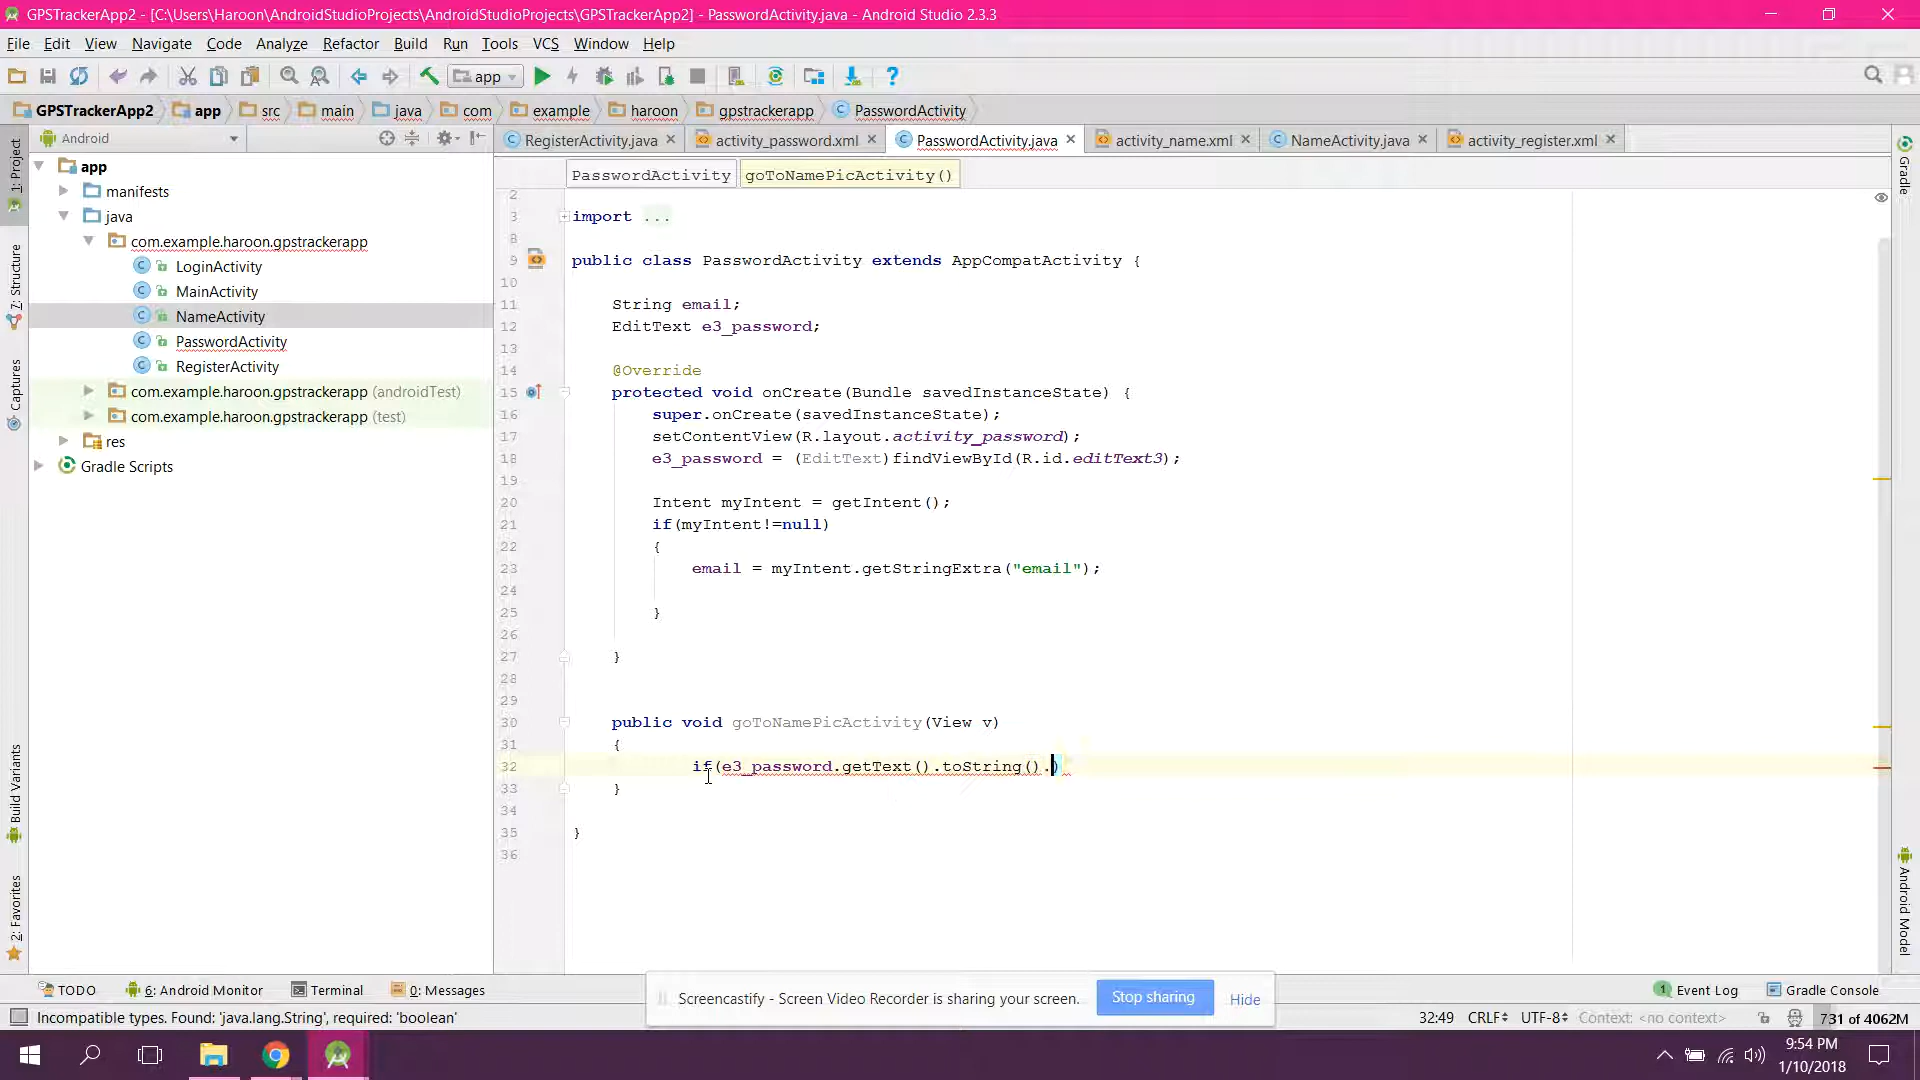 GPSTrackerApp2 - [C:\Users\Haroon\AndroidStudioProjects\AndroidStudioProjects\GPSTrackerApp2] - PasswordActivity.java - Android Studio 2.3.3
File Edit View Navigate Code Analyze Refactor Build Run Tools VCS Window Help
app
GPSTrackerApp2 app src main java com example haroon gpstrackerapp PasswordActivity
Android
RegisterActivity.java activity_password.xml PasswordActivity.java activity_name.xml NameActivity.java activity_register.xml
PasswordActivity goToNamePicActivity()
1: Project
7: Structure
Captures
Build Variants
2: Favorites
app
manifests
java
com.example.haroon.gpstrackerapp
LoginActivity
MainActivity
NameActivity
PasswordActivity
RegisterActivity
com.example.haroon.gpstrackerapp (androidTest)
com.example.haroon.gpstrackerapp (test)
res
Gradle Scripts
2
3 import ...
8
9 public class PasswordActivity extends AppCompatActivity {
10
11 String email;
12 EditText e3_password;
13
14 @Override
15 protected void onCreate(Bundle savedInstanceState) {
16 super.onCreate(savedInstanceState);
17 setContentView(R.layout.activity_password);
18 e3_password = (EditText)findViewById(R.id.editText3);
19
20 Intent myIntent = getIntent();
21 if(myIntent!=null)
22 {
23 email = myIntent.getStringExtra("email");
24
25 }
26
27 }
28
29
30 public void goToNamePicActivity(View v)
31 {
32 if(e3_password.getText().toString().)
33 }
34
35 }
36
Gradle
Android Model
TODO 6: Android Monitor Terminal 0: Messages
Screencastify - Screen Video Recorder is sharing your screen. Stop sharing Hide
1 Event Log Gradle Console
Incompatible types. Found: 'java.lang.String', required: 'boolean'
32:49 CRLF UTF-8 Context: <no context> 731 of 4062M
9:54 PM
1/10/2018